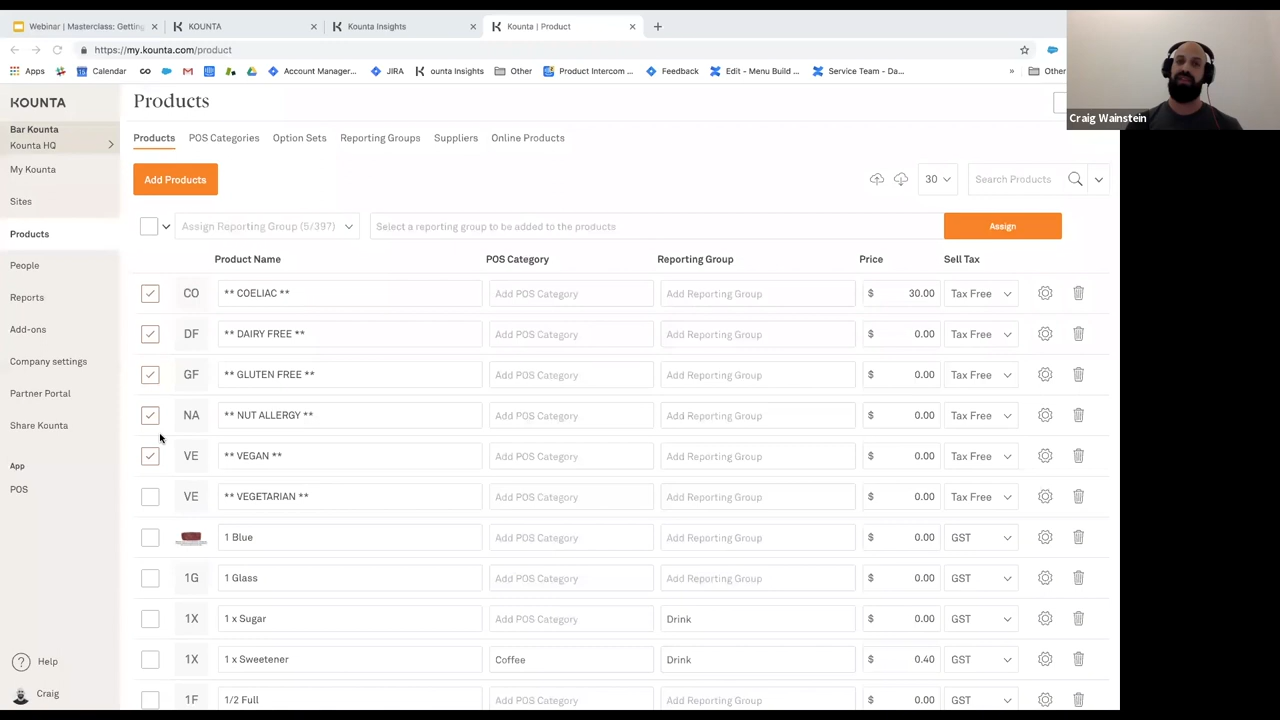 Webinar | Masterclass: Getting
KOUNTA
Kounta Insights
Kounta | Product
https://my.kounta.com/product
Apps
Calendar
Account Manager...
JIRA
ounta Insights
Other
Product Intercom ...
Feedback
Edit - Menu Build ...
Service Team - Da...
»
Other
Craig Wainstein
KOUNTA
Bar Kounta
Kounta HQ
My Kounta
Sites
Products
People
Reports
Add-ons
Company settings
Partner Portal
Share Kounta
App
POS
Help
Craig
Products
Products POS Categories Option Sets Reporting Groups Suppliers Online Products
Add Products
30
Search Products
Assign Reporting Group (5/397)
Select a reporting group to be added to the products
Assign
Product Name POS Category Reporting Group Price Sell Tax
CO ** COELIAC ** Add POS Category Add Reporting Group $ 30.00 Tax Free
DF ** DAIRY FREE ** Add POS Category Add Reporting Group $ 0.00 Tax Free
GF ** GLUTEN FREE ** Add POS Category Add Reporting Group $ 0.00 Tax Free
NA ** NUT ALLERGY ** Add POS Category Add Reporting Group $ 0.00 Tax Free
VE ** VEGAN ** Add POS Category Add Reporting Group $ 0.00 Tax Free
VE ** VEGETARIAN ** Add POS Category Add Reporting Group $ 0.00 Tax Free
1 Blue Add POS Category Add Reporting Group $ 0.00 GST
1G 1 Glass Add POS Category Add Reporting Group $ 0.00 GST
1X 1 x Sugar Add POS Category Drink $ 0.00 GST
1X 1 x Sweetener Coffee Drink $ 0.40 GST
1F 1/2 Full Add POS Category Add Reporting Group $ 0.00 GST